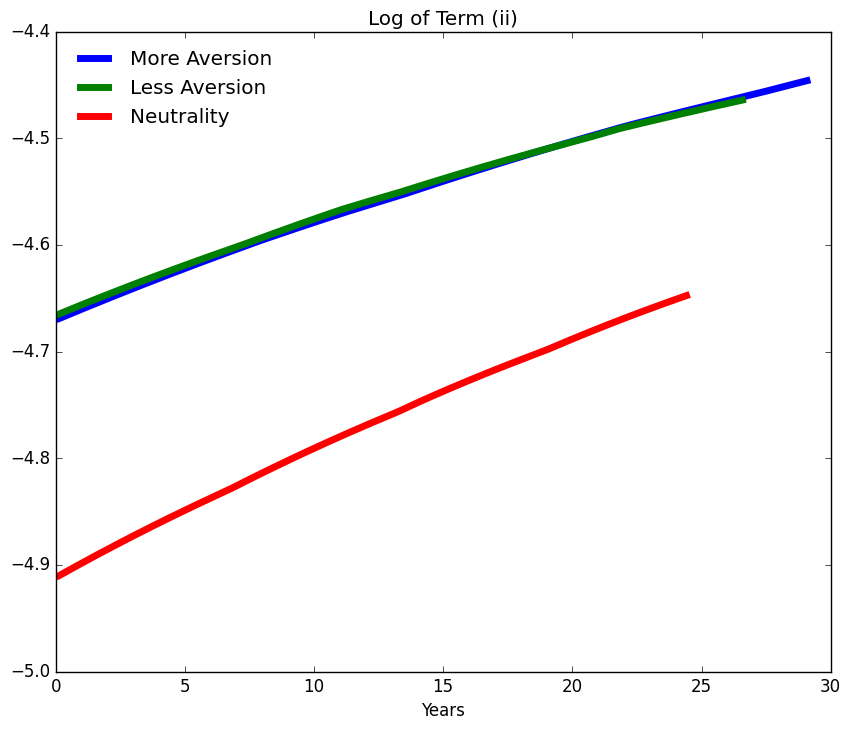 Log of Term (ii)
More Aversion
Less Aversion
Neutrality
−4.4
−4.5
−4.6
−4.7
−4.8
−4.9
−5.0
0 5 10 15 20 25 30
Years